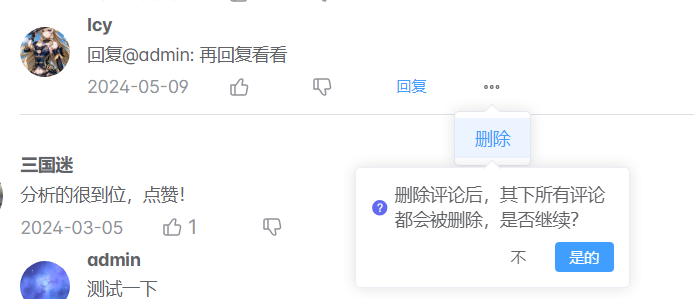 Icy
回复@admin: 再回复看看
2024-05-09 回复
删除
三国迷
分析的很到位，点赞！
2024-03-05 1
删除评论后，其下所有评论
都会被删除，是否继续？
不 是的
admin
测试一下